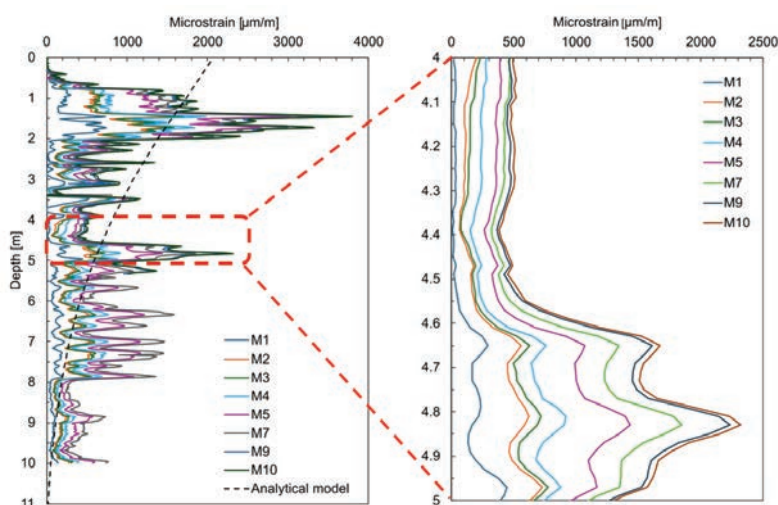 Microstrain [µm/m]
0 1000 2000 3000 4000
Depth [m]
0
1
2
3
4
5
6
7
8
9
10
11
M1
M2
M3
M4
M5
M7
M9
M10
Analytical model
Microstrain [µm/m]
0 500 1000 1500 2000 2500
4
4.1
4.2
4.3
4.4
4.5
4.6
4.7
4.8
4.9
5
M1
M2
M3
M4
M5
M7
M9
M10